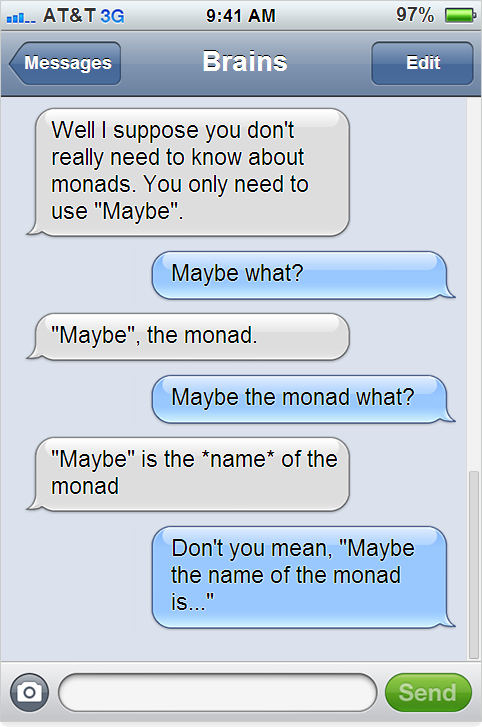 AT&T 3G 9:41 AM 97%
Messages Brains Edit
Well I suppose you don't
really need to know about
monads. You only need to
use "Maybe".
Maybe what?
"Maybe", the monad.
Maybe the monad what?
"Maybe" is the *name* of the
monad
Don't you mean, "Maybe
the name of the monad
is..."
Send